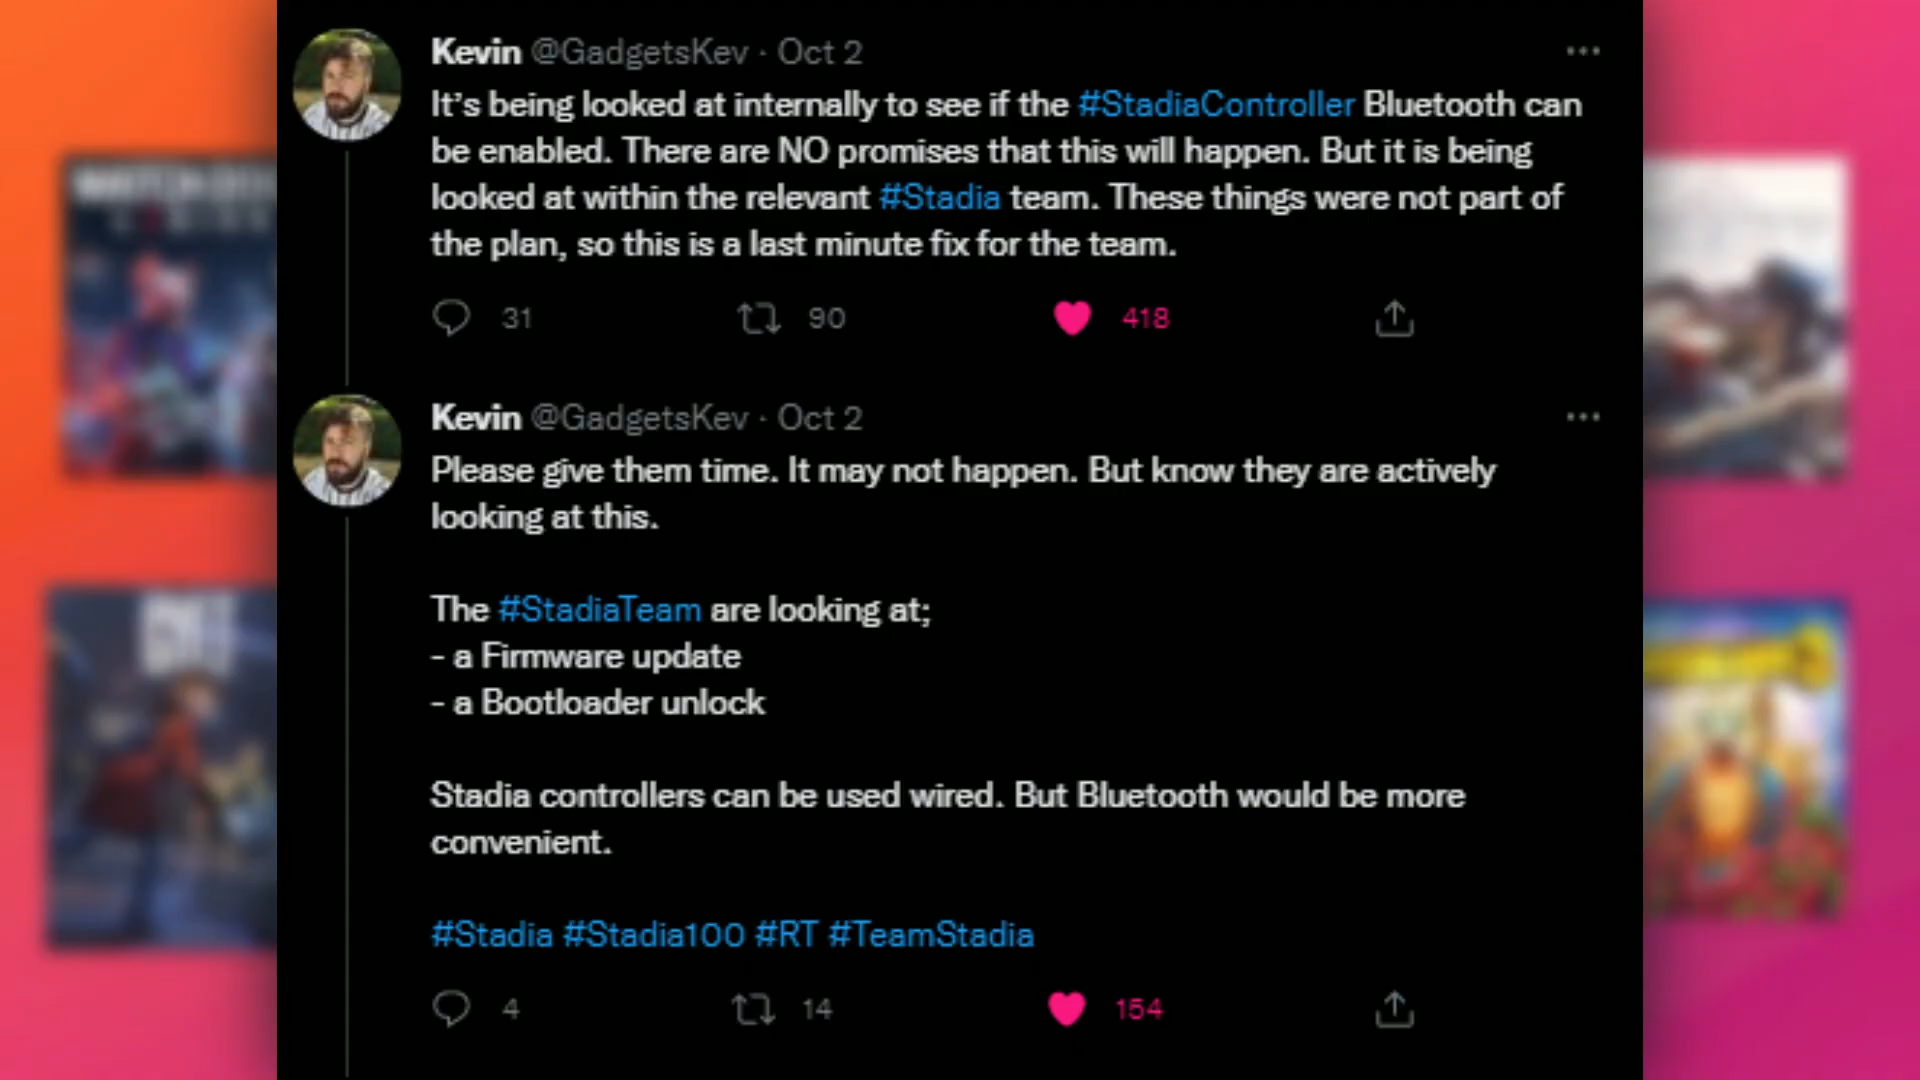 Kevin @GadgetsKev · Oct 2
It's being looked at internally to see if the #StadiaController Bluetooth can
be enabled. There are NO promises that this will happen. But it is being
looked at within the relevant #Stadia team. These things were not part of
the plan, so this is a last minute fix for the team.
31 90 418
Kevin @GadgetsKev · Oct 2
Please give them time. It may not happen. But know they are actively
looking at this.
The #StadiaTeam are looking at;
- a Firmware update
- a Bootloader unlock
Stadia controllers can be used wired. But Bluetooth would be more
convenient.
#Stadia #Stadia100 #RT #TeamStadia
4 14 154